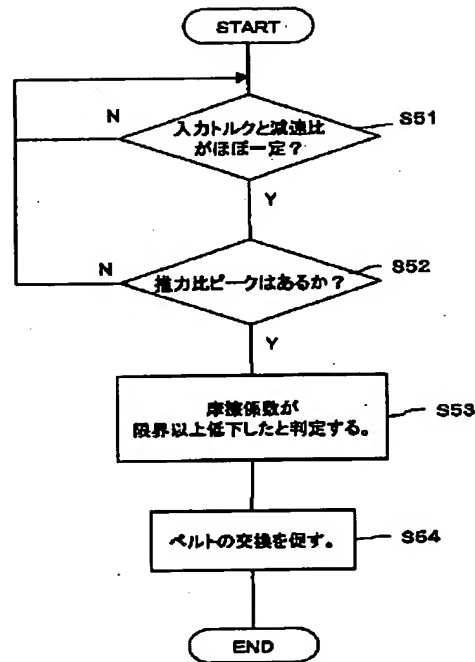 START
N
入力トルクと減速比
がほぼ一定？
S51
Y
N
推力比ピークはあるか？
S52
Y
摩擦係数が
限界以上低下したと判定する。
S53
ベルトの交換を促す。
S54
END